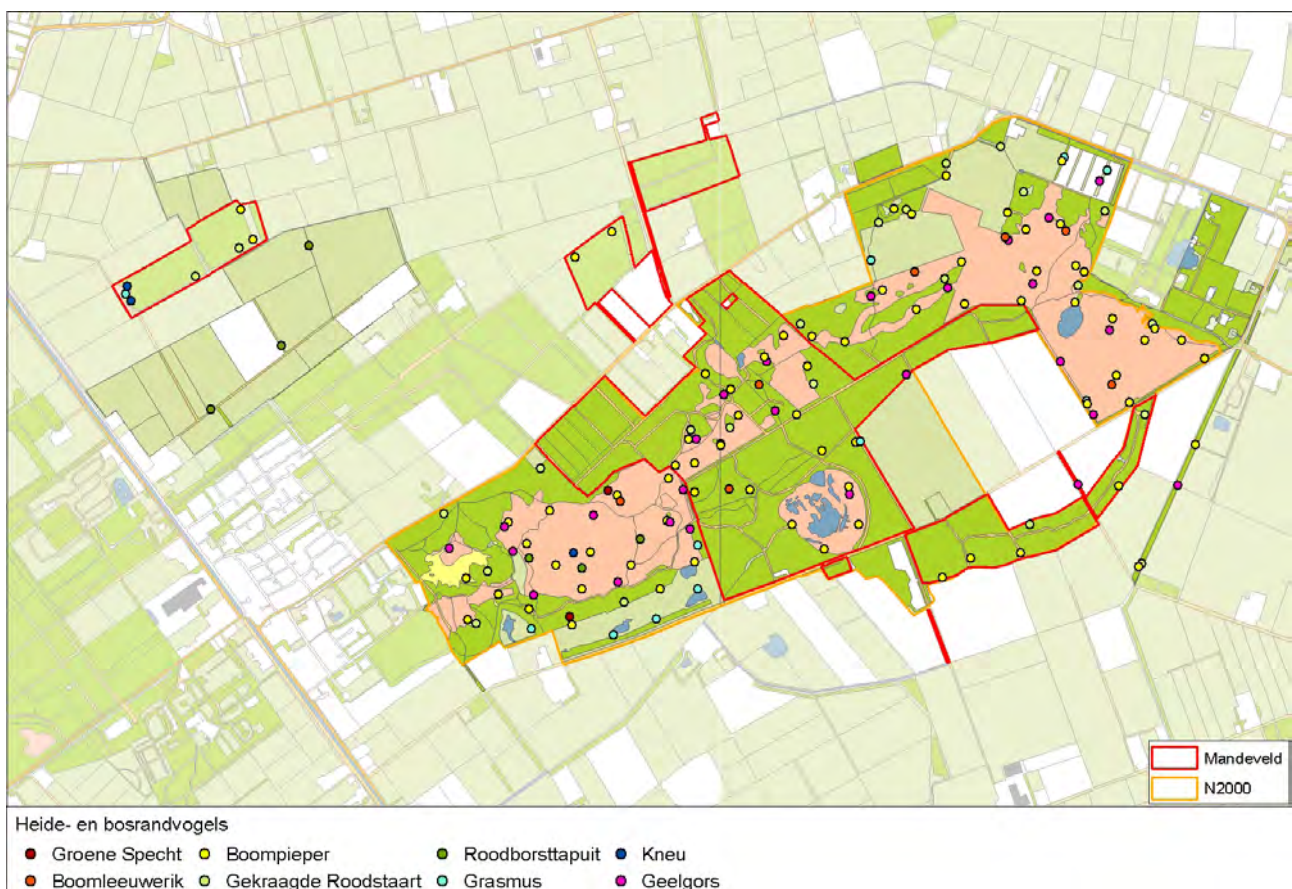 Mandeveld
N2000
Heide- en bosrandvogels
Groene Specht Boompieper Roodborsttapuit Kneu
Boomleeuwerik Gekraagde Roodstaart Grasmus Geelgors